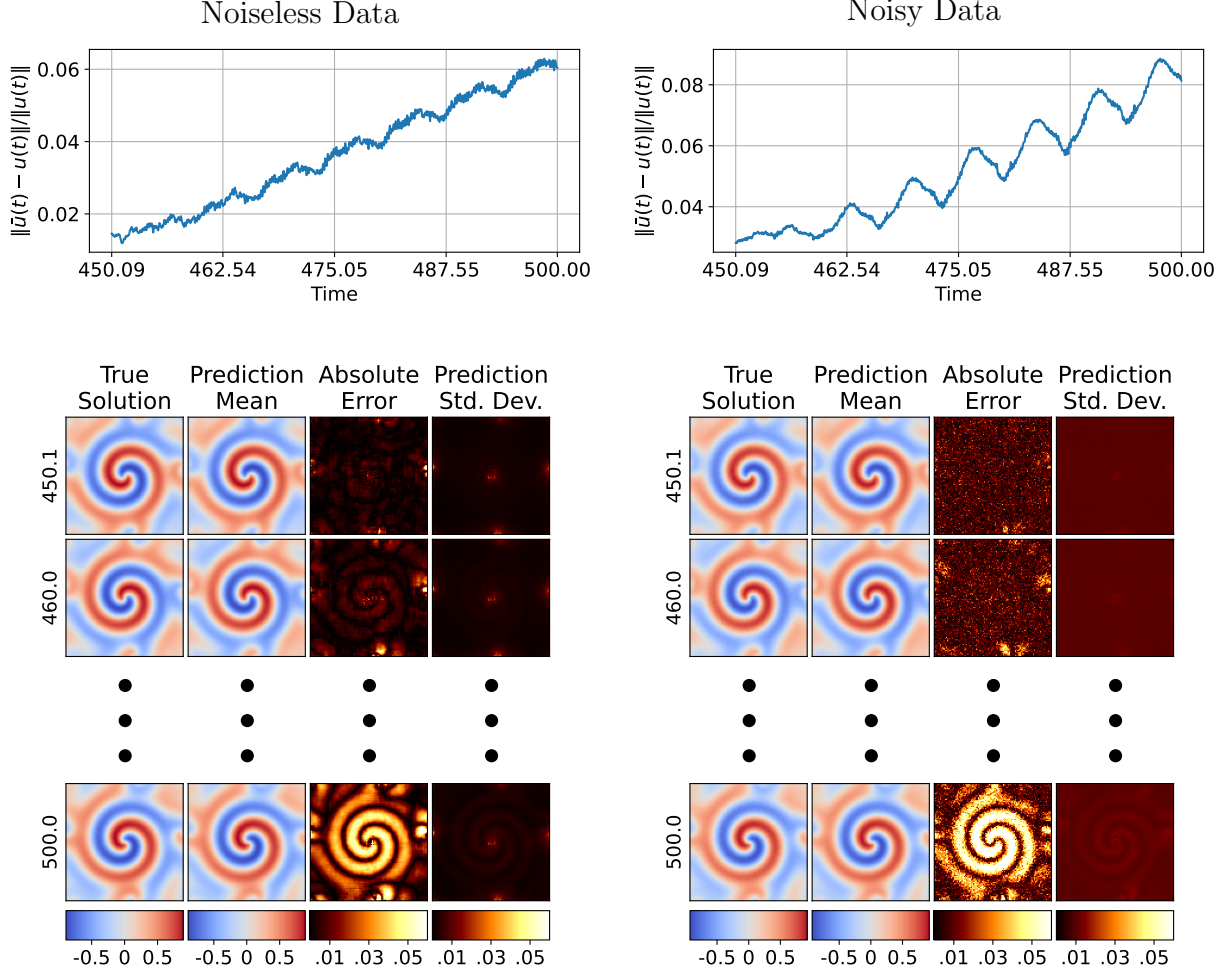 Noiseless Data
‖ū(t) − u(t)‖/‖u(t)‖
0.06
0.04
0.02
450.09 462.54 475.05 487.55 500.00
Time
True Solution
Prediction Mean
Absolute Error
Prediction Std. Dev.
450.1
460.0
500.0
-0.5 0 0.5
-0.5 0 0.5
.01 .03 .05
.01 .03 .05
Noisy Data
‖ū(t) − u(t)‖/‖u(t)‖
0.08
0.06
0.04
450.09 462.54 475.05 487.55 500.00
Time
True Solution
Prediction Mean
Absolute Error
Prediction Std. Dev.
450.1
460.0
500.0
-0.5 0 0.5
-0.5 0 0.5
.01 .03 .05
.01 .03 .05